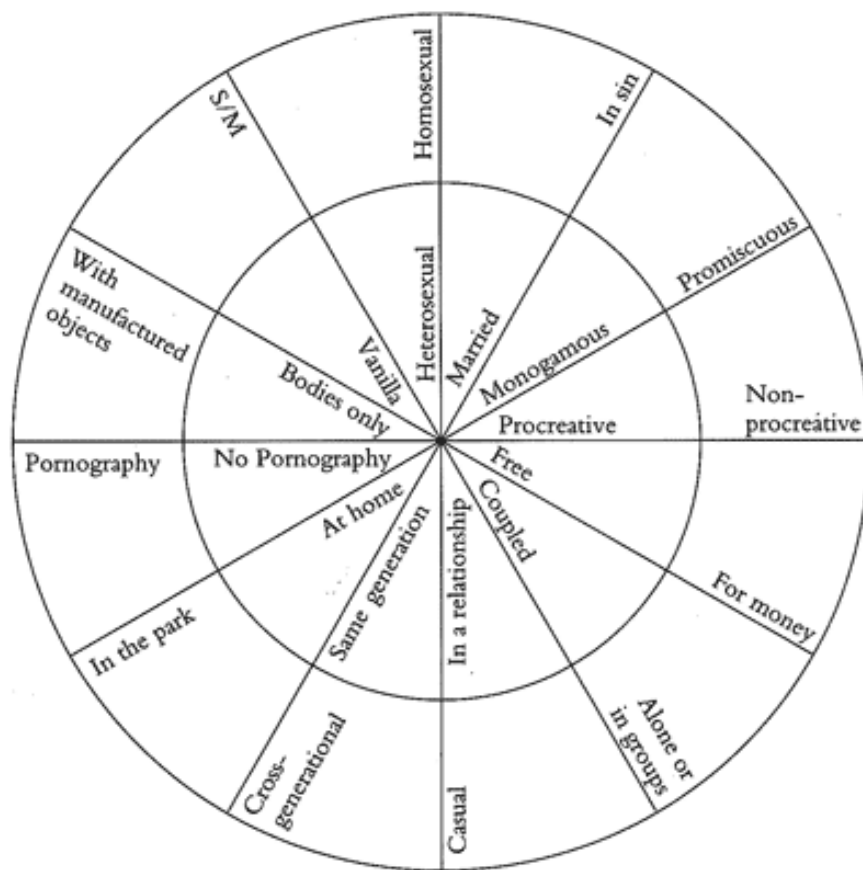 Homosexual
Heterosexual
In sin
Married
Promiscuous
Monogamous
Non-
procreative
Procreative
For money
Free
Alone or
in groups
Coupled
Casual
In a relationship
Cross-
generational
Same generation
In the park
At home
Pornography
No Pornography
With
manufactured
objects
Bodies only
S/M
Vanilla